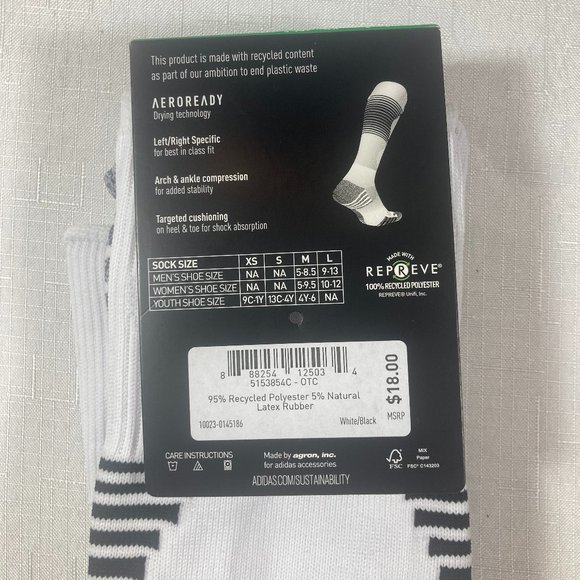 This product is made with recycled content
as part of our ambition to end plastic waste
AEROREADY
Drying technology
Left/Right Specific
for best in class fit
Arch & ankle compression
for added stability
Targeted cushioning
on heel & toe for shock absorption
SOCK SIZE XS S M L
MEN'S SHOE SIZE NA NA 5-8.5 9-13
WOMEN'S SHOE SIZE NA NA 5-9.5 10-12
YOUTH SHOE SIZE 9C-1Y 13C-4Y 4Y-6 NA
MADE WITH
REPREVE®
100% RECYCLED POLYESTER
REPREVE® Unifi, Inc.
8 88254 12503 4
5153854C - OTC
95% Recycled Polyester 5% Natural
Latex Rubber
10023-0145186
White/Black
$18.00
MSRP
CARE INSTRUCTIONS
Made by agron, inc.
for adidas accessories
FSC
MIX
Paper
FSC® C143203
ADIDAS.COM/SUSTAINABILITY